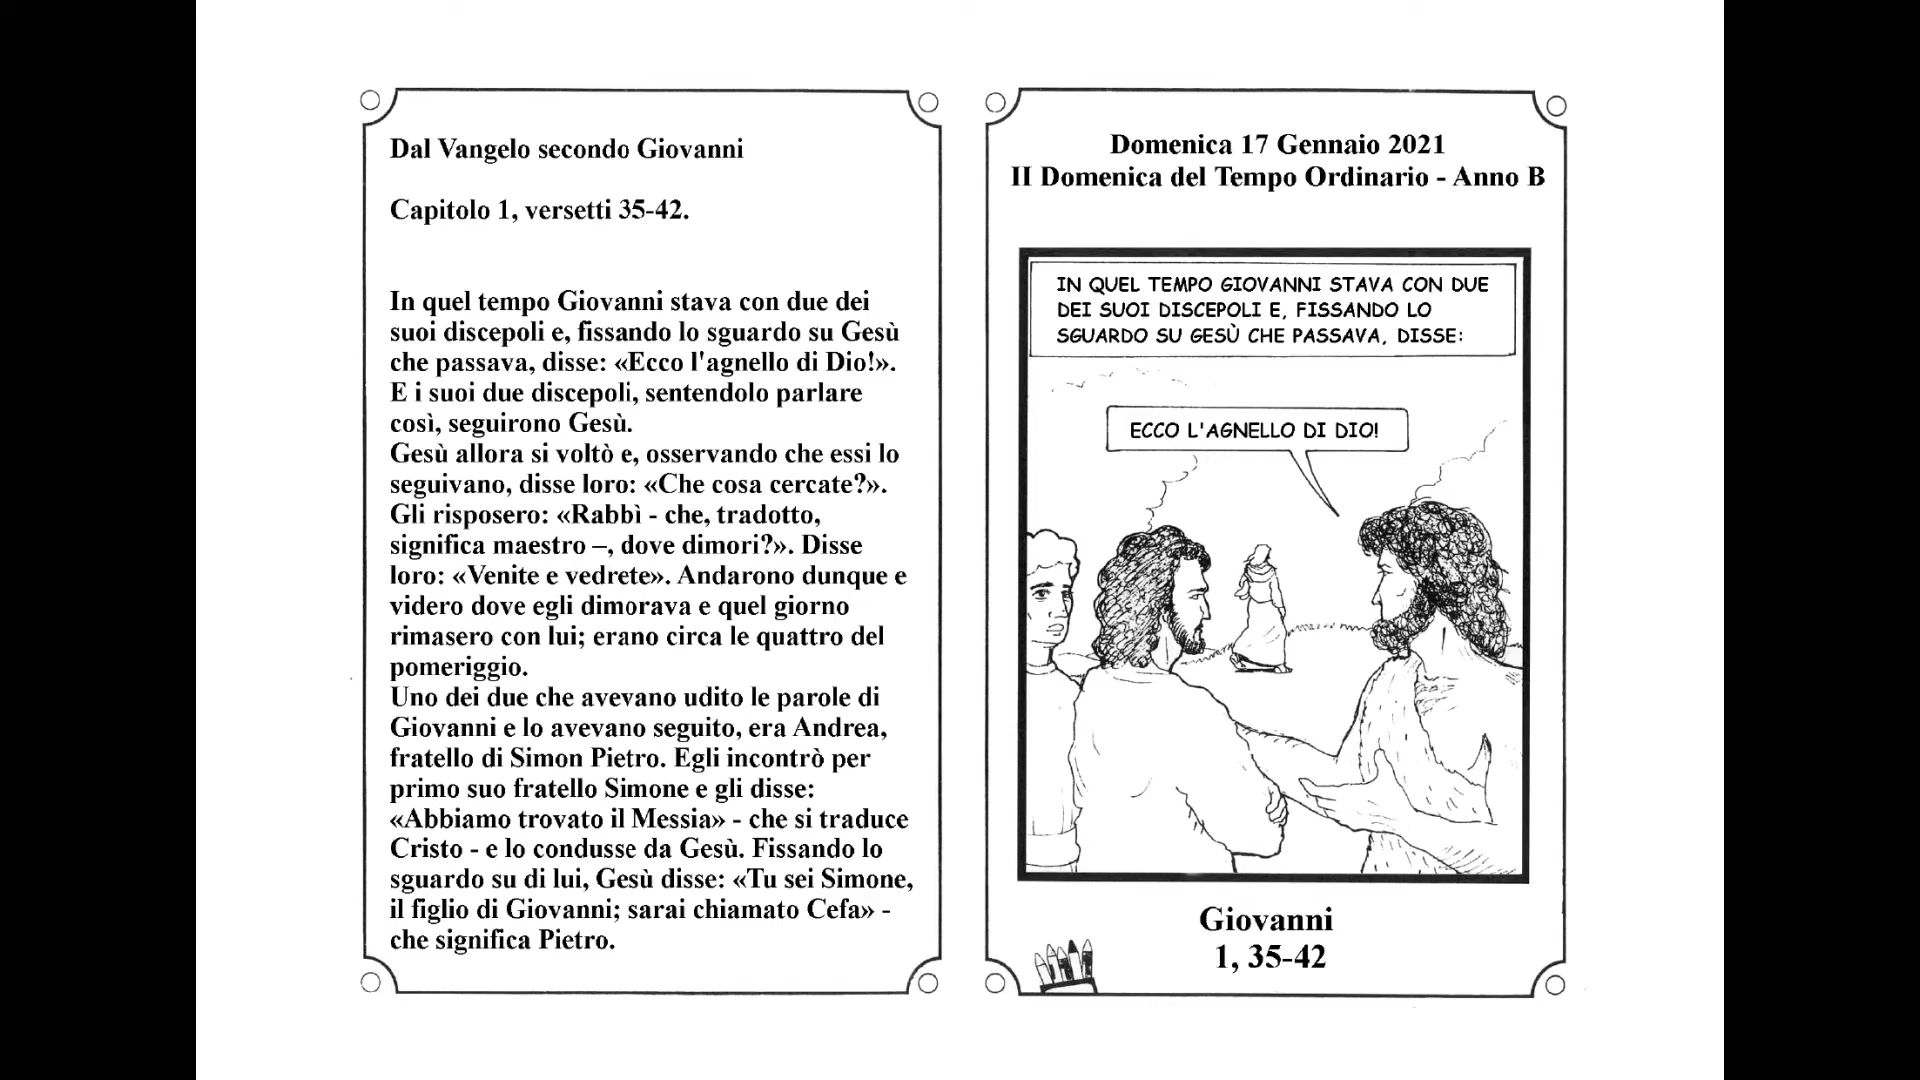 Dal Vangelo secondo Giovanni
Capitolo 1, versetti 35-42.
In quel tempo Giovanni stava con due dei
suoi discepoli e, fissando lo sguardo su Gesù
che passava, disse: «Ecco l'agnello di Dio!».
E i suoi due discepoli, sentendolo parlare
così, seguirono Gesù.
Gesù allora si voltò e, osservando che essi lo
seguivano, disse loro: «Che cosa cercate?».
Gli risposero: «Rabbì - che, tradotto,
significa maestro –, dove dimori?». Disse
loro: «Venite e vedrete». Andarono dunque e
videro dove egli dimorava e quel giorno
rimasero con lui; erano circa le quattro del
pomeriggio.
Uno dei due che avevano udito le parole di
Giovanni e lo avevano seguito, era Andrea,
fratello di Simon Pietro. Egli incontrò per
primo suo fratello Simone e gli disse:
«Abbiamo trovato il Messia» - che si traduce
Cristo - e lo condusse da Gesù. Fissando lo
sguardo su di lui, Gesù disse: «Tu sei Simone,
il figlio di Giovanni; sarai chiamato Cefa» -
che significa Pietro.
Domenica 17 Gennaio 2021
II Domenica del Tempo Ordinario - Anno B
IN QUEL TEMPO GIOVANNI STAVA CON DUE
DEI SUOI DISCEPOLI E, FISSANDO LO
SGUARDO SU GESÙ CHE PASSAVA, DISSE:
ECCO L'AGNELLO DI DIO!
Giovanni
1, 35-42